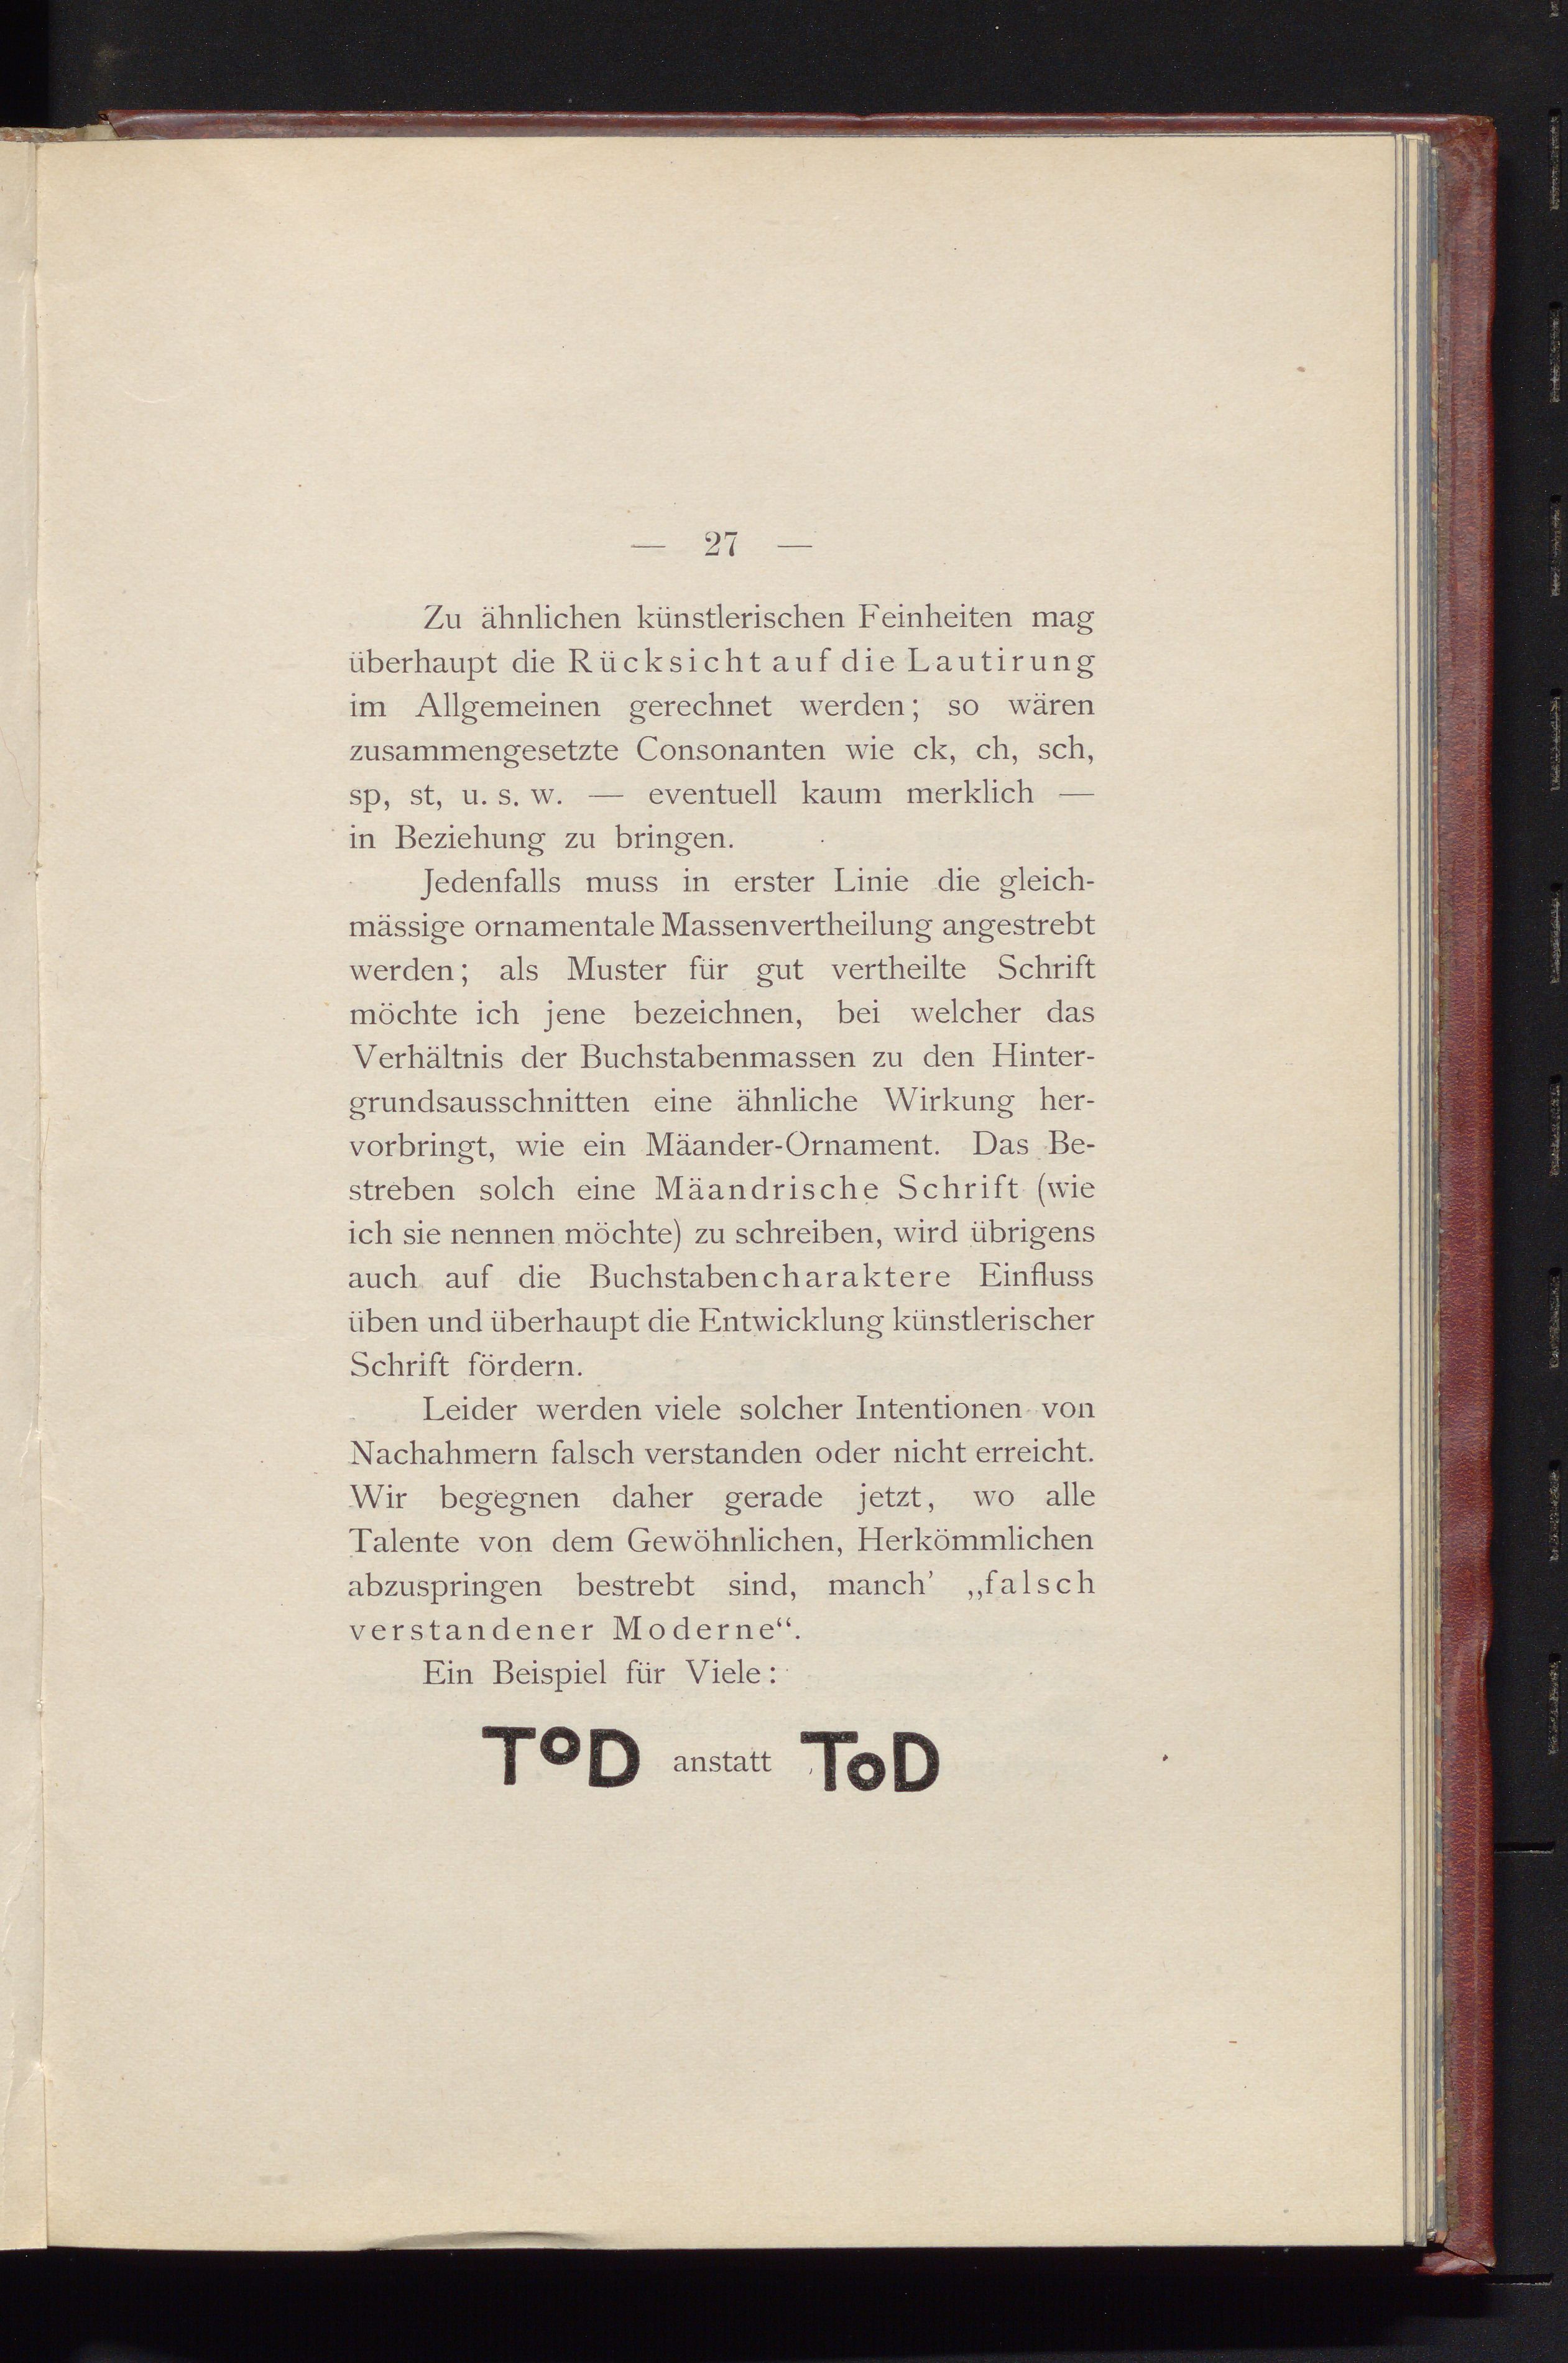 — 27 —
Zu ähnlichen künstlerischen Feinheiten mag
überhaupt die Rücksicht auf die Lautirung
im Allgemeinen gerechnet werden; so wären
zusammengesetzte Consonanten wie ck, ch, sch,
sp, st, u. s. w. — eventuell kaum merklich —
in Beziehung zu bringen.
Jedenfalls muss in erster Linie die gleich-
mässige ornamentale Massenvertheilung angestrebt
werden; als Muster für gut vertheilte Schrift
möchte ich jene bezeichnen, bei welcher das
Verhältnis der Buchstabenmassen zu den Hinter-
grundsausschnitten eine ähnliche Wirkung her-
vorbringt, wie ein Mäander-Ornament. Das Be-
streben solch eine Mäandrische Schrift (wie
ich sie nennen möchte) zu schreiben, wird übrigens
auch auf die Buchstabencharaktere Einfluss
üben und überhaupt die Entwicklung künstlerischer
Schrift fördern.
Leider werden viele solcher Intentionen von
Nachahmern falsch verstanden oder nicht erreicht.
Wir begegnen daher gerade jetzt, wo alle
Talente von dem Gewöhnlichen, Herkömmlichen
abzuspringen bestrebt sind, manch' „falsch
verstandener Moderne“.
Ein Beispiel für Viele:
ToD anstatt ToD